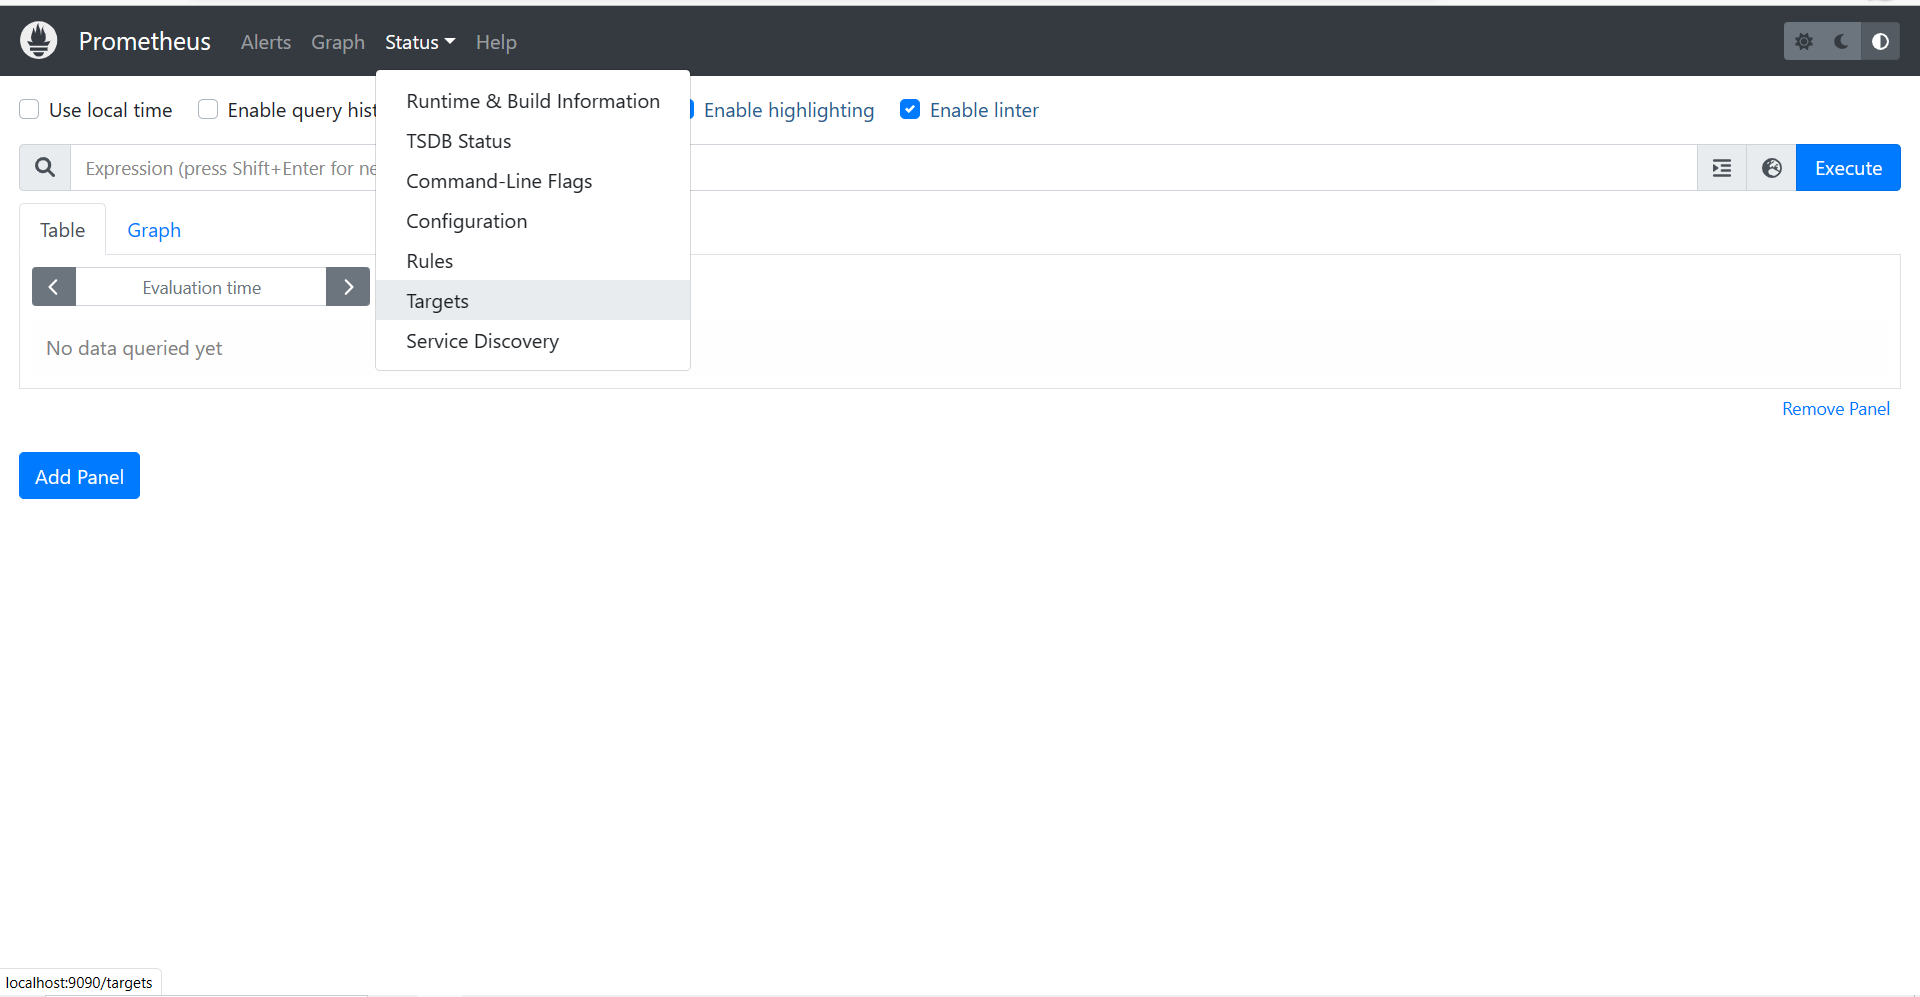 Prometheus Alerts Graph Status Help
Runtime & Build Information
TSDB Status
Command-Line Flags
Configuration
Rules
Targets
Service Discovery
Use local time Enable query hist Enable highlighting Enable linter
Expression (press Shift+Enter for ne Execute
Table Graph
Evaluation time
No data queried yet
Remove Panel
Add Panel
localhost:9090/targets